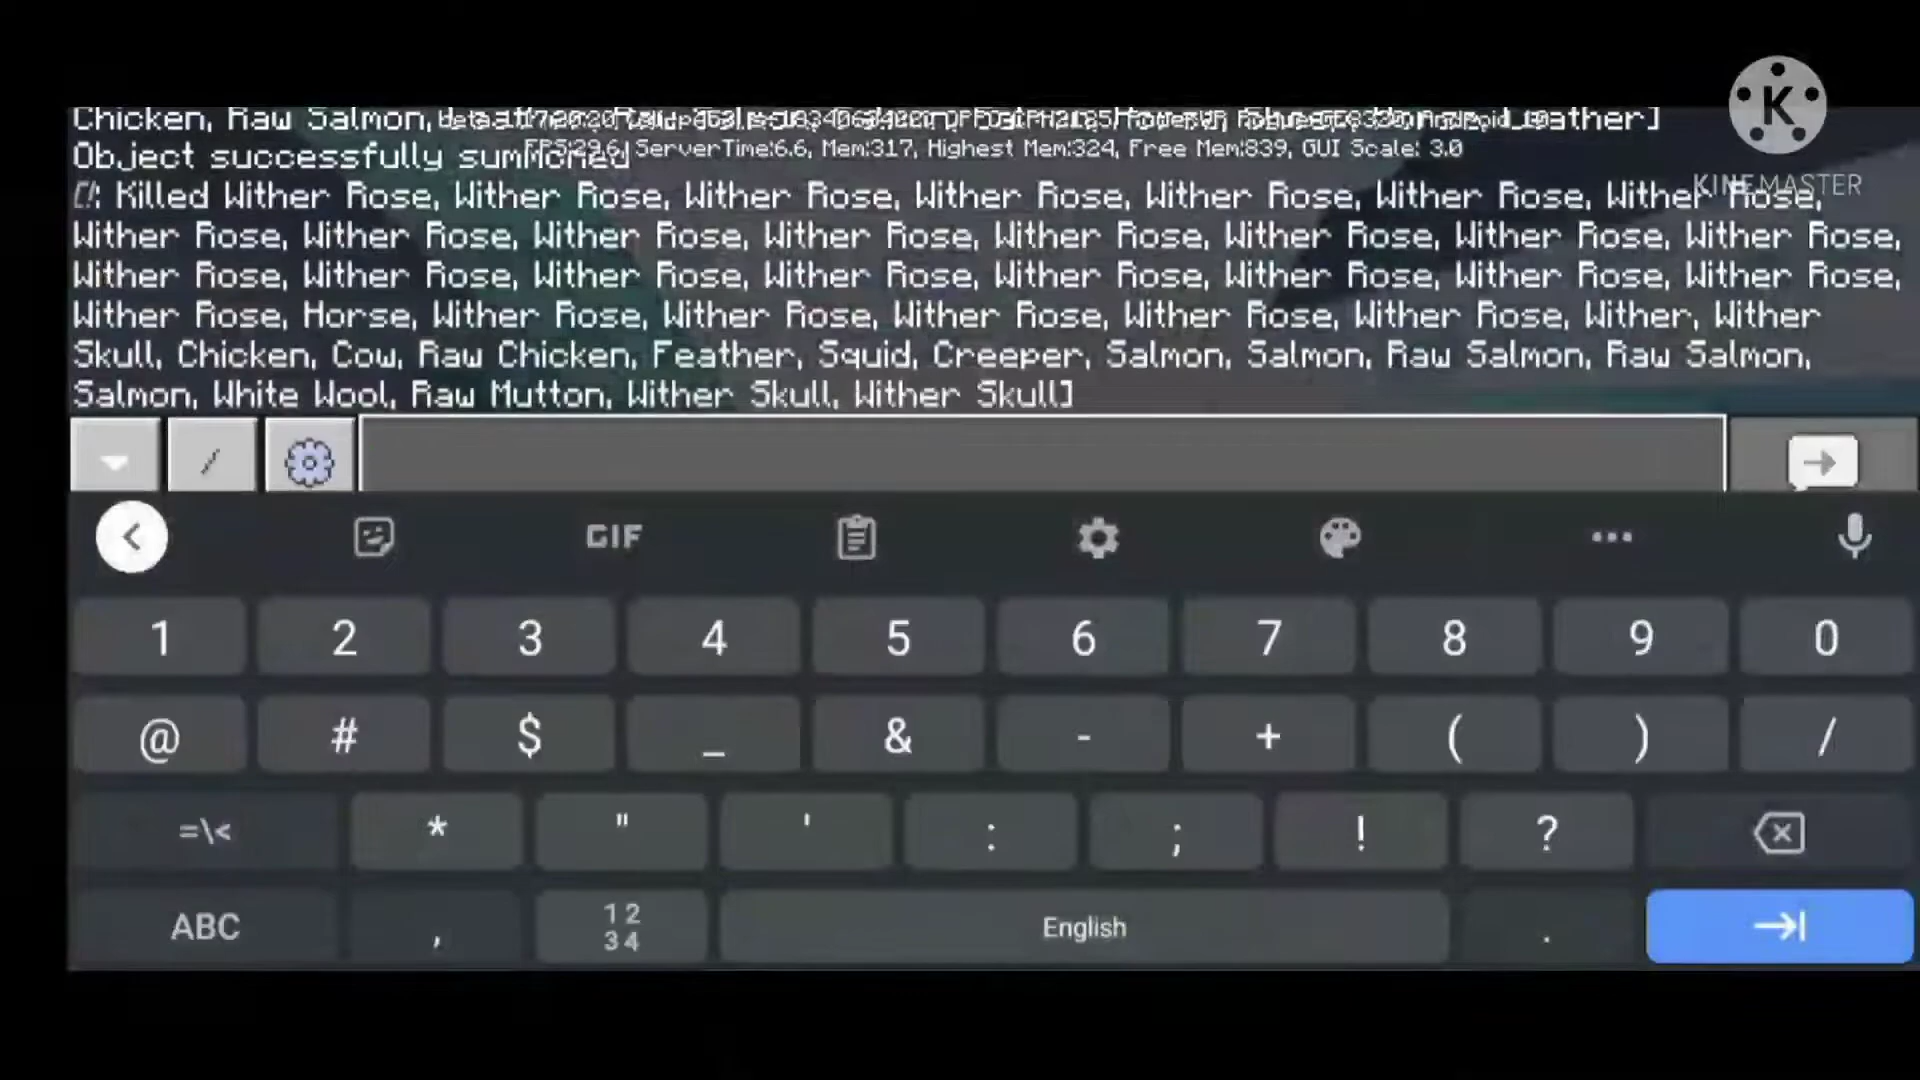 Chicken, Raw Salmon,
Leather]
Object successfully summoned
FPS:29.6, ServerTime:6.6, Mem:317, Highest Mem:324, Free Mem:839, GUI Scale: 3.0
K
KINEMASTER
[!: Killed Wither Rose, Wither Rose, Wither Rose, Wither Rose, Wither Rose, Wither Rose, Wither Rose,
Wither Rose, Wither Rose, Wither Rose, Wither Rose, Wither Rose, Wither Rose, Wither Rose, Wither Rose,
Wither Rose, Wither Rose, Wither Rose, Wither Rose, Wither Rose, Wither Rose, Wither Rose, Wither Rose,
Wither Rose, Horse, Wither Rose, Wither Rose, Wither Rose, Wither Rose, Wither Rose, Wither, Wither
Skull, Chicken, Cow, Raw Chicken, Feather, Squid, Creeper, Salmon, Salmon, Raw Salmon, Raw Salmon,
Salmon, White Wool, Raw Mutton, Wither Skull, Wither Skull]
/
GIF
1 2 3 4 5 6 7 8 9 0
@ # $ _ & - + ( ) /
=\< * " ' : ; ! ?
ABC , 12 34 English .